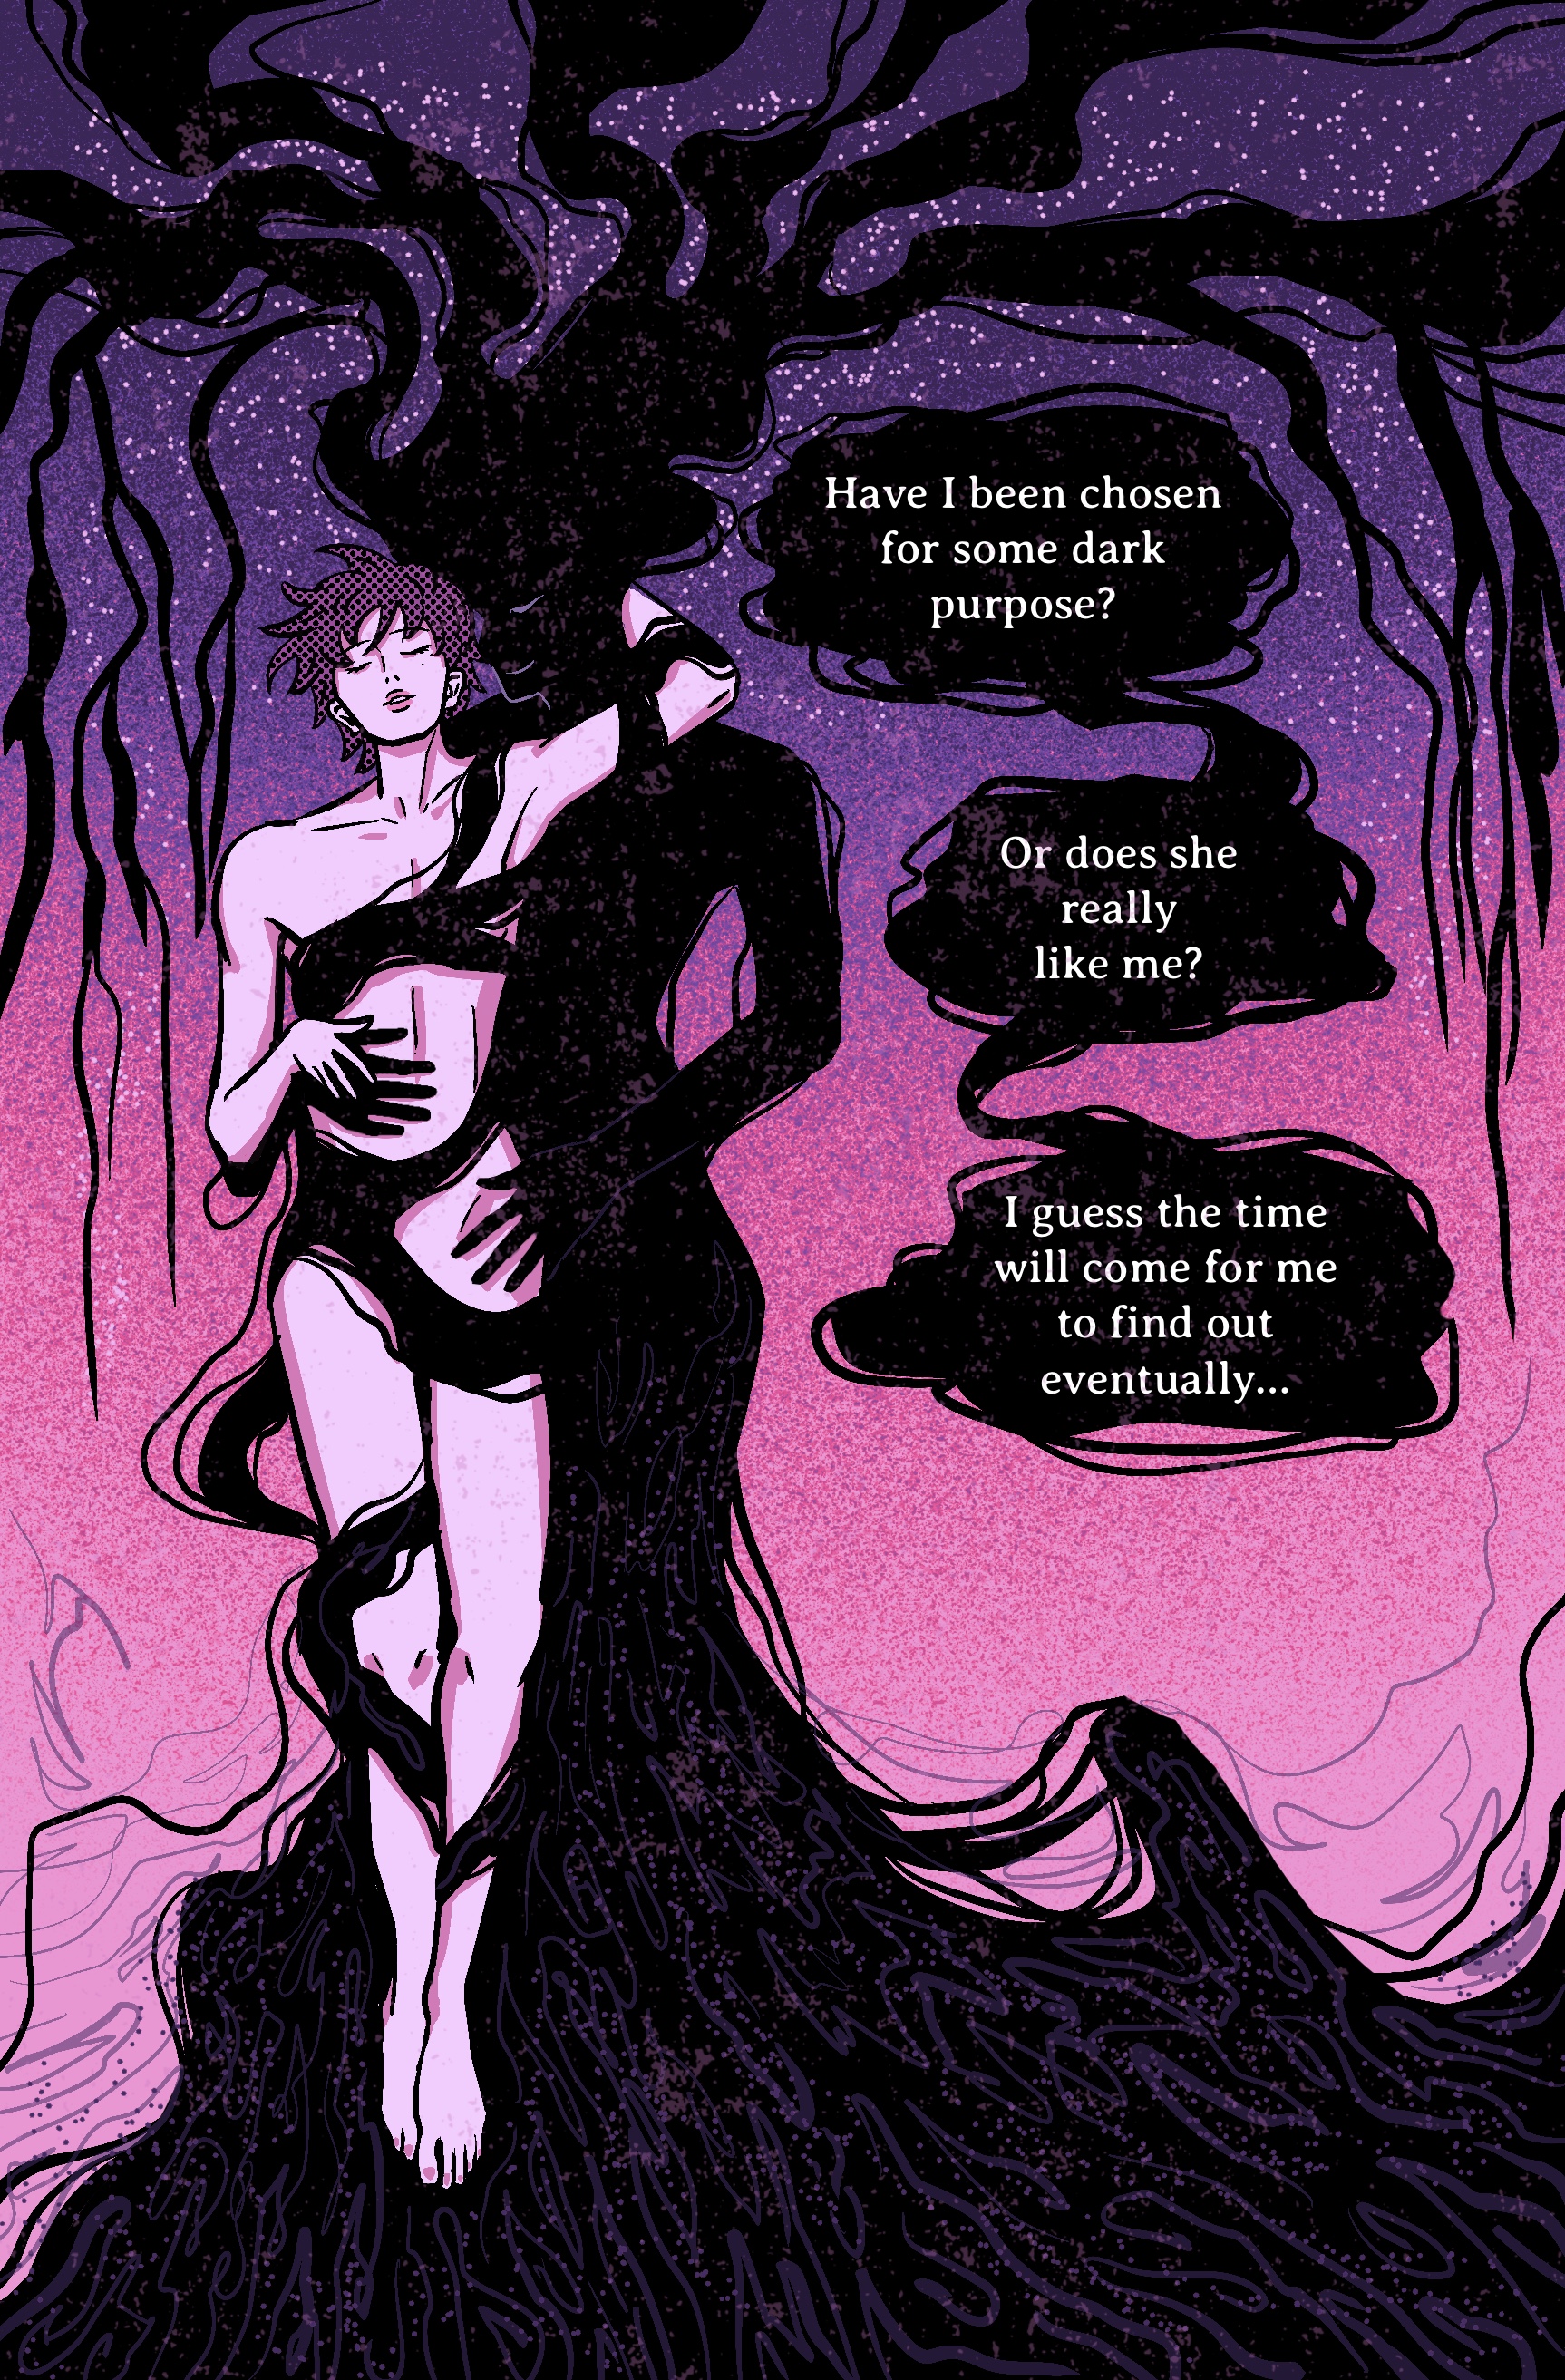 Have I been chosen
for some dark
purpose?
Or does she
really
like me?
I guess the time
will come for me
to find out
eventually...